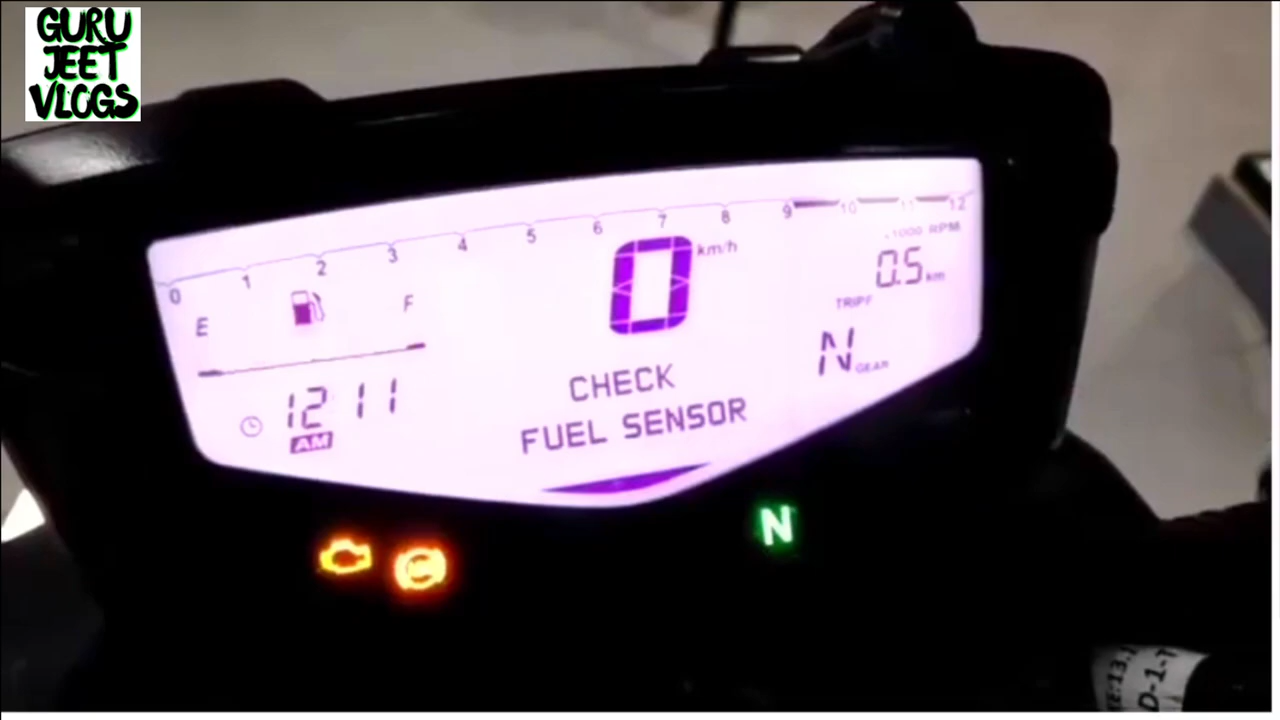 GURU
JEET
VLOGS
0 1 2 3 4 5 6 7 8 9 10 11 12
x1000 RPM
E F
0 km/h
0.5 km
TRIP F
N GEAR
12 11
AM
CHECK
FUEL SENSOR
N
D-1-